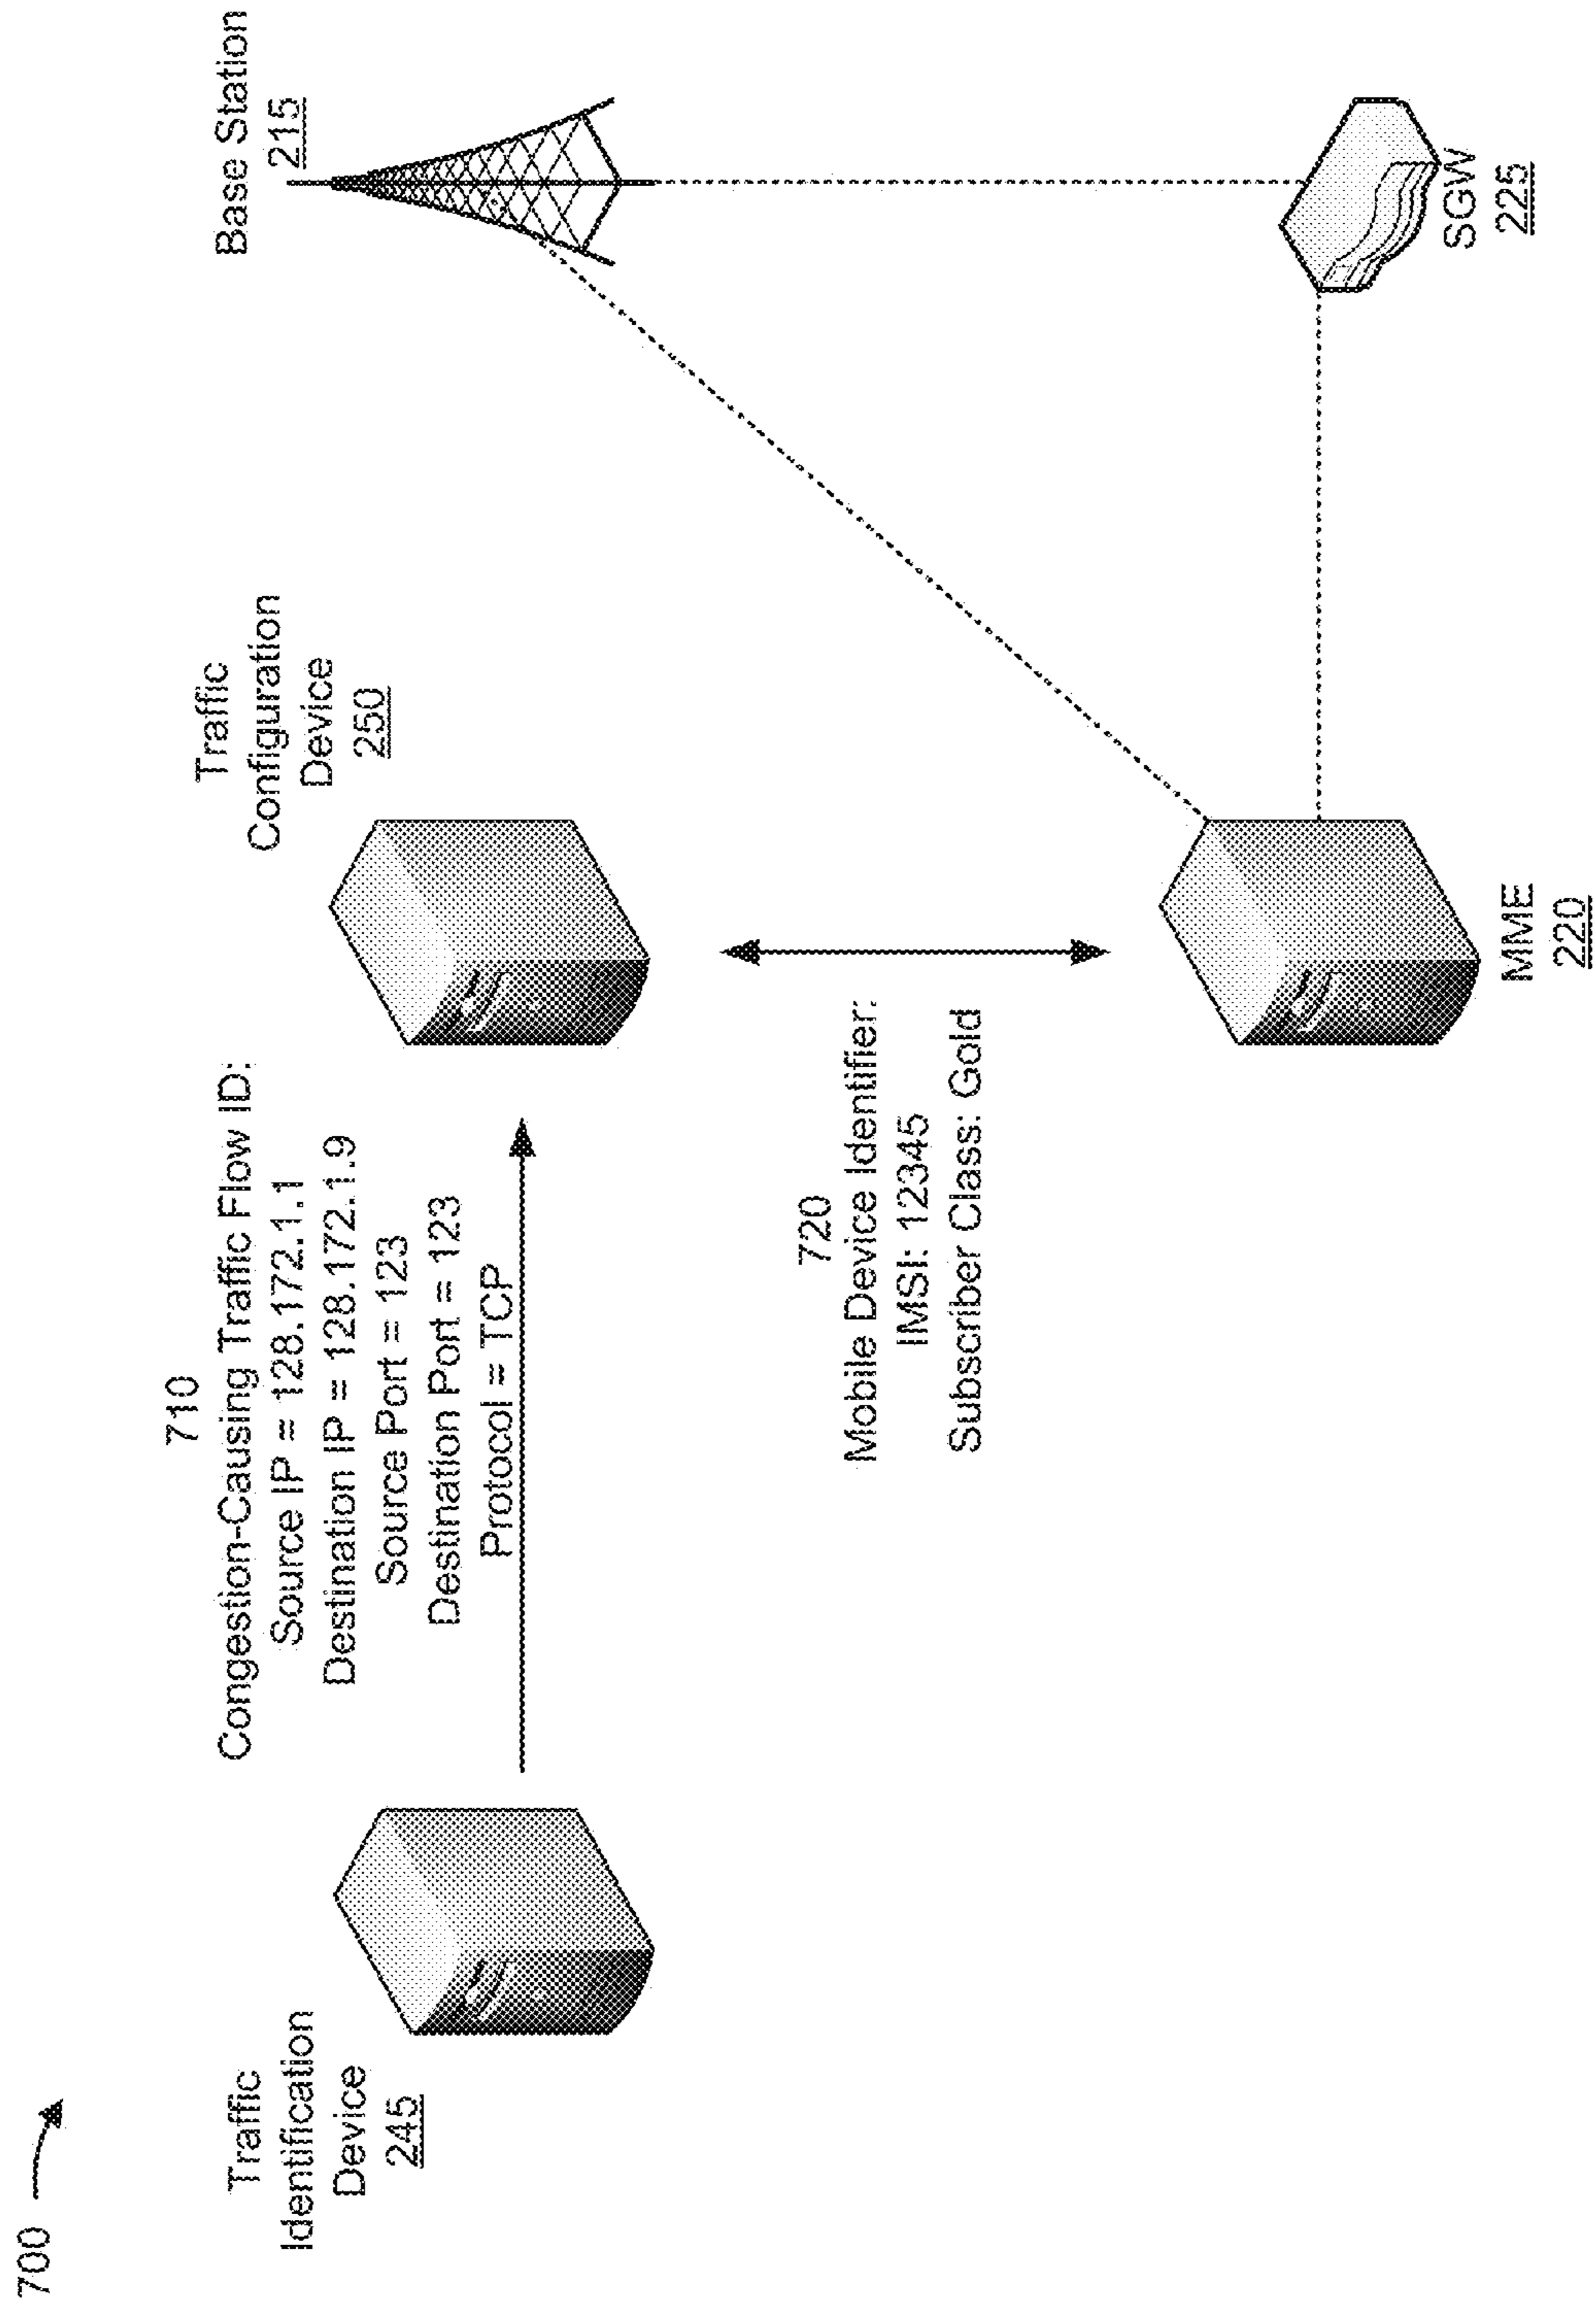 700
Traffic
Identification
Device
245
710
Congestion-Causing Traffic Flow ID:
Source IP = 128.172.1.1
Destination IP = 128.172.1.9
Source Port = 123
Destination Port = 123
Protocol = TCP
Traffic
Configuration
Device
250
Base Station
215
720
Mobile Device Identifier:
IMSI: 12345
Subscriber Class: Gold
MME
220
SGW
225